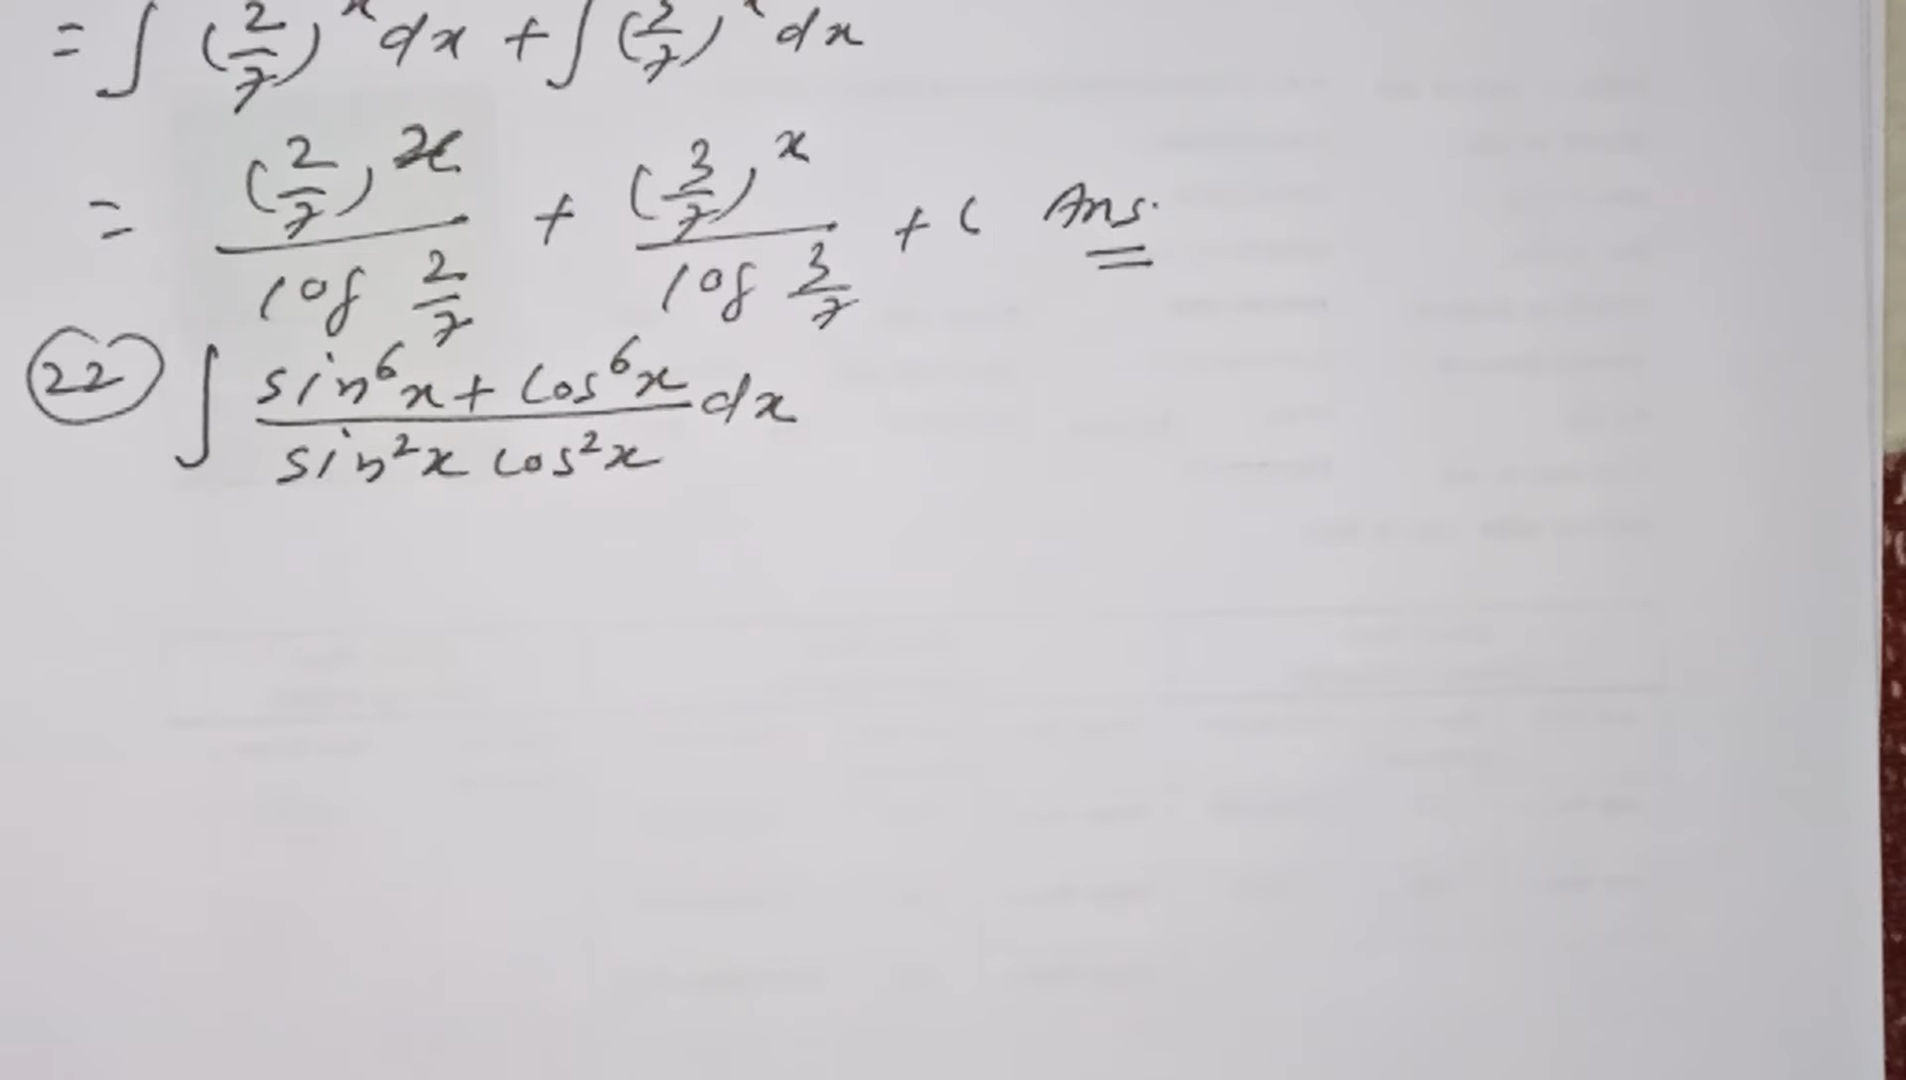 = ∫ (2/7)^x dx + ∫ (3/7)^x dx
= (2/7)^x / log 2/7 + (3/7)^x / log 3/7 + C Ans.
(22) ∫ (sin^6 x + cos^6 x) / (sin^2 x cos^2 x) dx